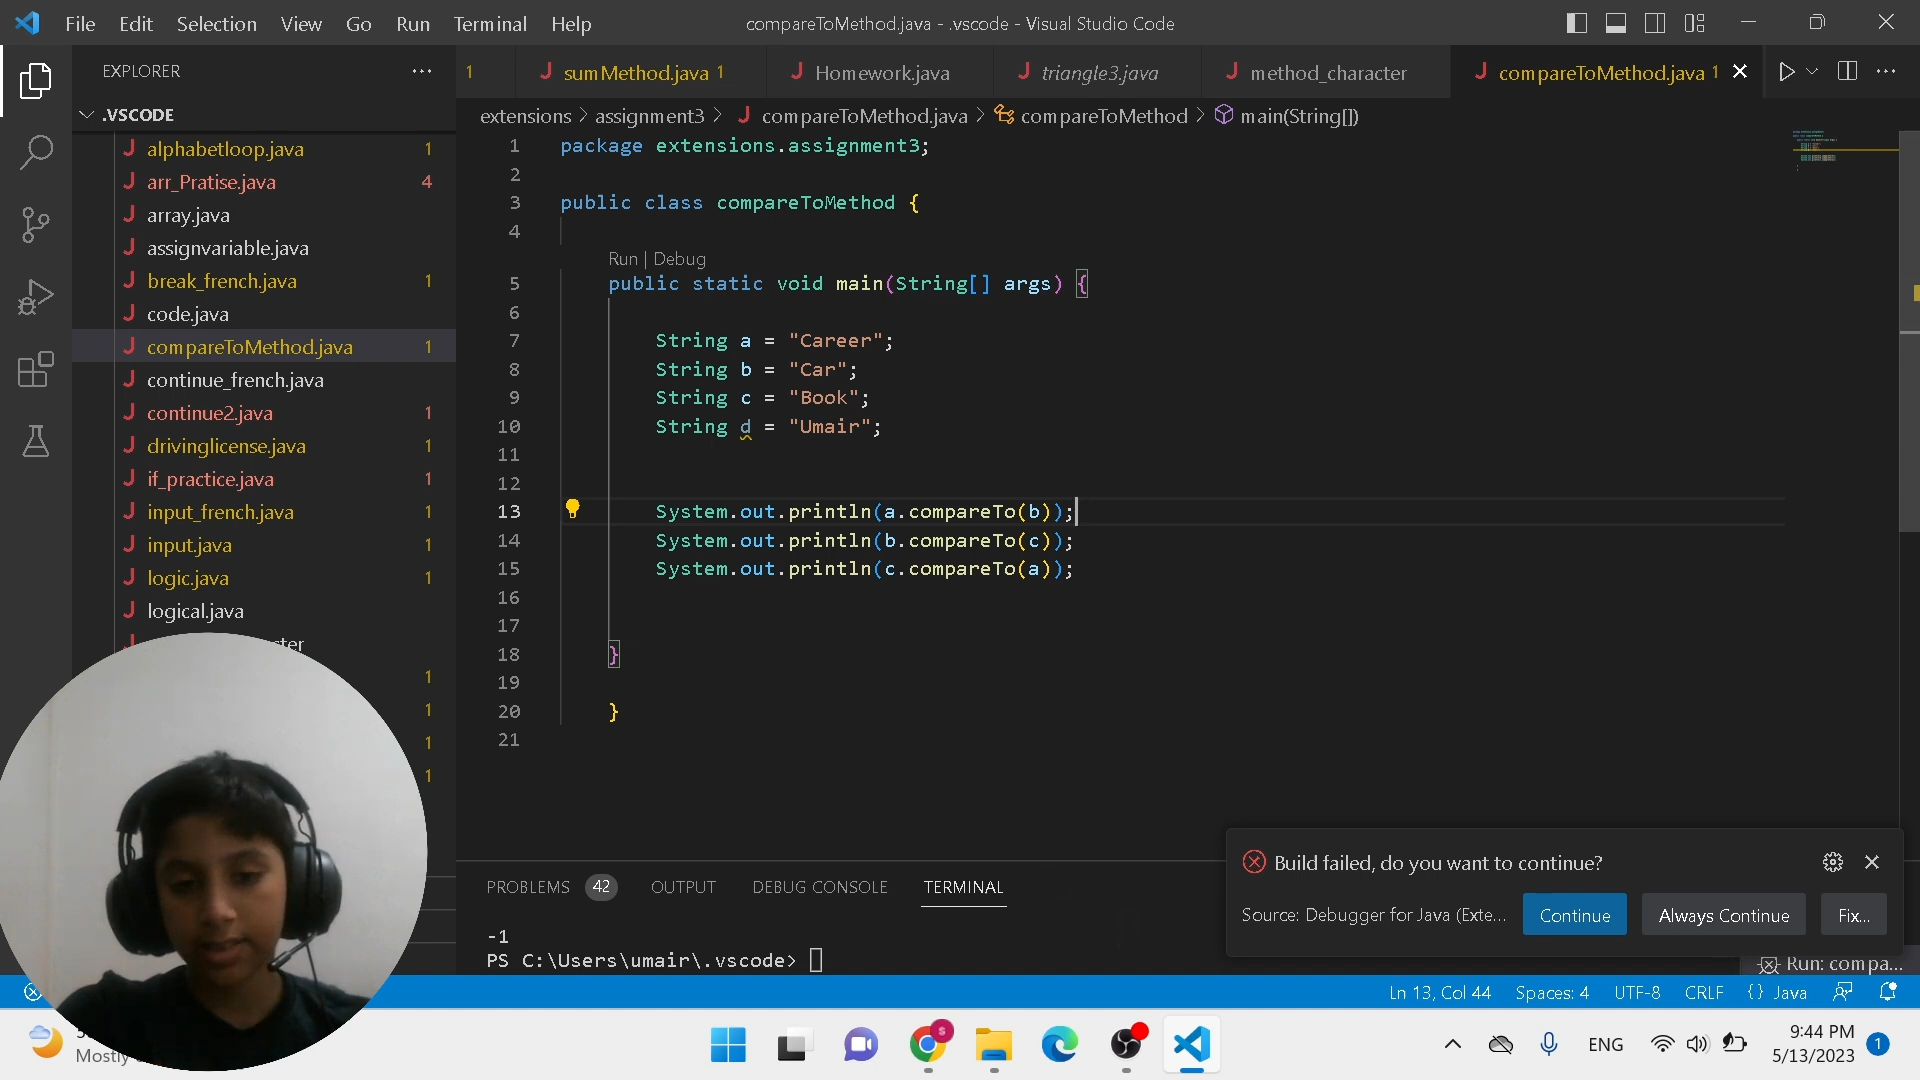 File Edit Selection View Go Run Terminal Help
compareToMethod.java - .vscode - Visual Studio Code
EXPLORER
.VSCODE
alphabetloop.java 1
arr_Pratise.java 4
array.java
assignvariable.java
break_french.java 1
code.java
compareToMethod.java 1
continue_french.java
continue2.java 1
drivinglicense.java 1
if_practice.java 1
input_french.java 1
input.java 1
logic.java 1
logical.java
1
1
1
1
1 sumMethod.java 1 Homework.java triangle3.java method_character compareToMethod.java 1
extensions > assignment3 > compareToMethod.java > compareToMethod > main(String[])
1 package extensions.assignment3;
2
3 public class compareToMethod {
4
Run | Debug
5 public static void main(String[] args) {
6
7 String a = "Career";
8 String b = "Car";
9 String c = "Book";
10 String d = "Umair";
11
12
13 System.out.println(a.compareTo(b));
14 System.out.println(b.compareTo(c));
15 System.out.println(c.compareTo(a));
16
17
18 }
19
20 }
21
PROBLEMS 42 OUTPUT DEBUG CONSOLE TERMINAL
-1
PS C:\Users\umair\.vscode>
Build failed, do you want to continue?
Source: Debugger for Java (Exte... Continue Always Continue Fix...
Run: compa...
Ln 13, Col 44 Spaces: 4 UTF-8 CRLF {} Java
Mostly
S
ENG
9:44 PM
5/13/2023
1